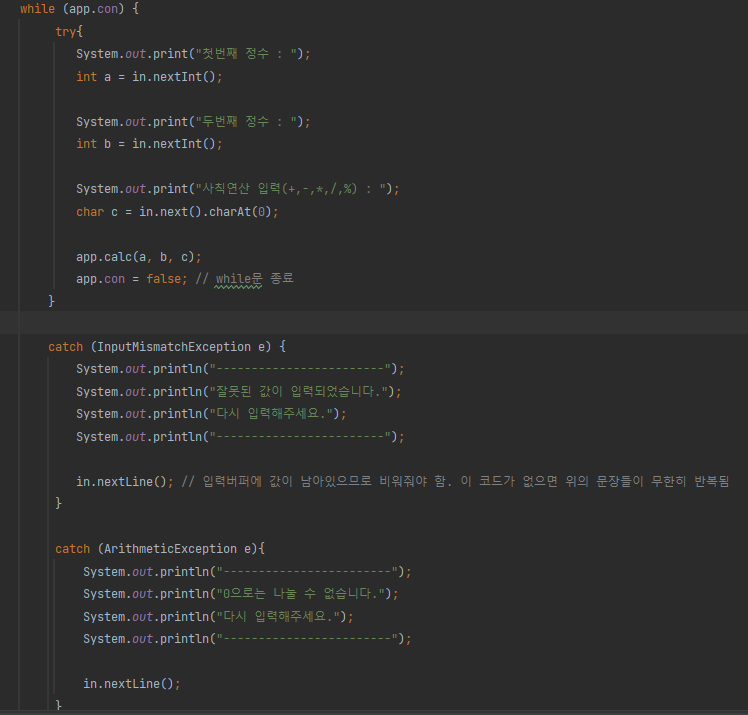 while (app.con) {
try{
System.out.print("첫번째 정수 : ");
int a = in.nextInt();
System.out.print("두번째 정수 : ");
int b = in.nextInt();
System.out.print("사칙연산 입력(+,-,*,/,%) : ");
char c = in.next().charAt(0);
app.calc(a, b, c);
app.con = false; // while문 종료
}
catch (InputMismatchException e) {
System.out.println("------------------------");
System.out.println("잘못된 값이 입력되었습니다.");
System.out.println("다시 입력해주세요.");
System.out.println("------------------------");
in.nextLine(); // 입력버퍼에 값이 남아있으므로 비워줘야 함. 이 코드가 없으면 위의 문장들이 무한히 반복됨
}
catch (ArithmeticException e){
System.out.println("------------------------");
System.out.println("0으로는 나눌 수 없습니다.");
System.out.println("다시 입력해주세요.");
System.out.println("------------------------");
in.nextLine();
}